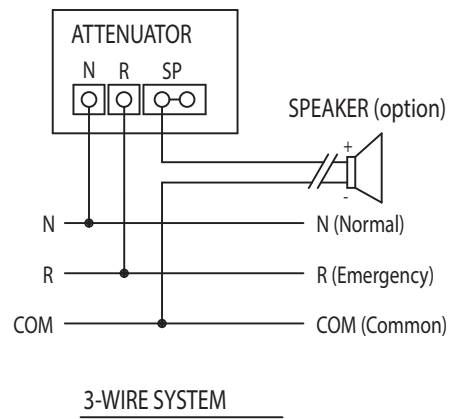 ATTENUATOR
N R SP
SPEAKER (option)
+
-
N N (Normal)
R R (Emergency)
COM COM (Common)
3-WIRE SYSTEM